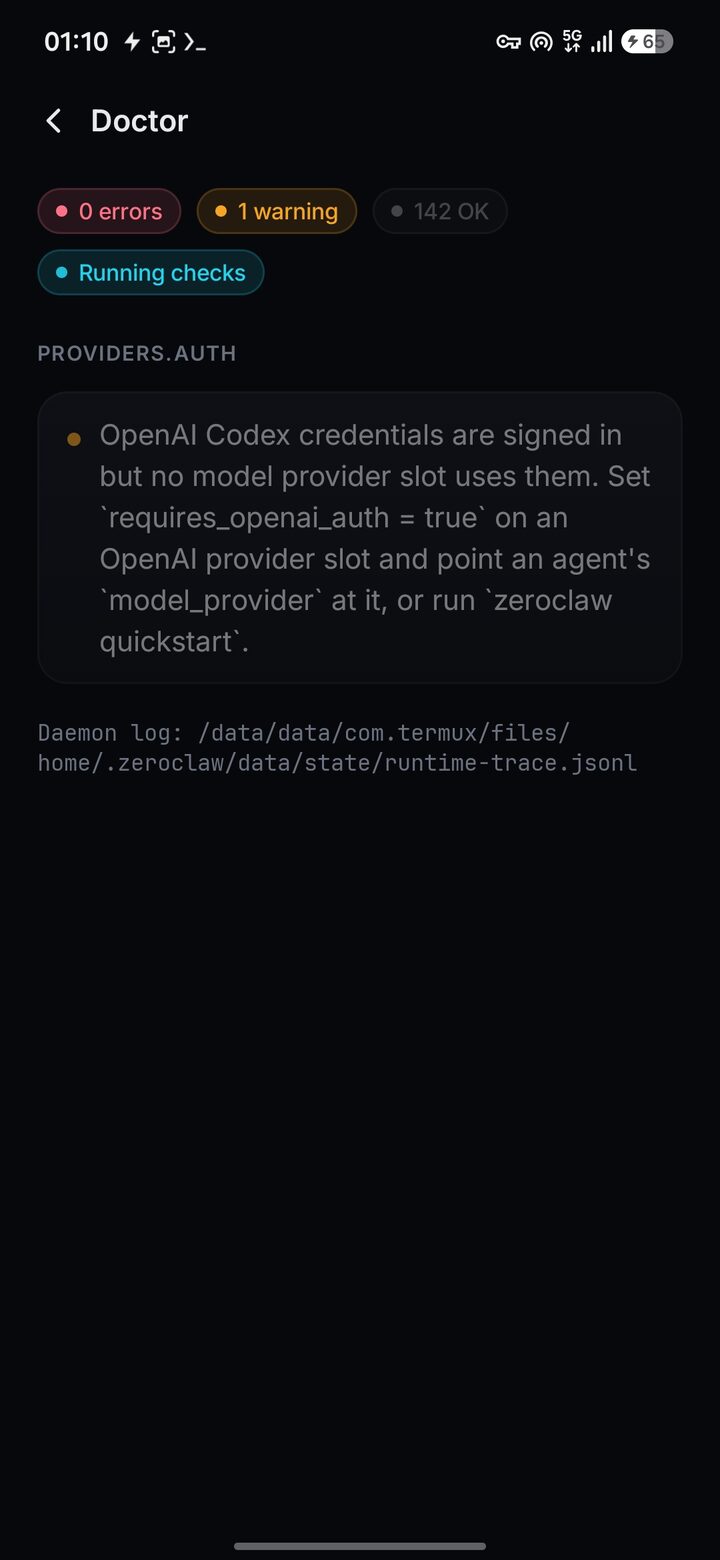 01:10
5G
65
Doctor
0 errors
1 warning
142 OK
Running checks
PROVIDERS.AUTH
OpenAI Codex credentials are signed in
but no model provider slot uses them. Set
`requires_openai_auth = true` on an
OpenAI provider slot and point an agent's
`model_provider` at it, or run `zeroclaw
quickstart`.
Daemon log: /data/data/com.termux/files/
home/.zeroclaw/data/state/runtime-trace.jsonl